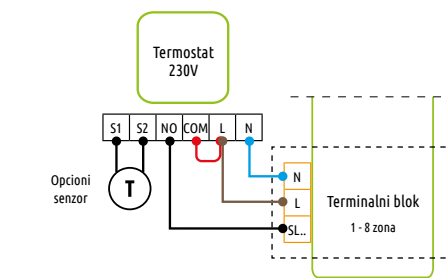 Termostat
230V
S1 S2 NO COM L N
Opcioni
senzor
T
N
L
SL..
Terminalni blok
1 - 8 zona